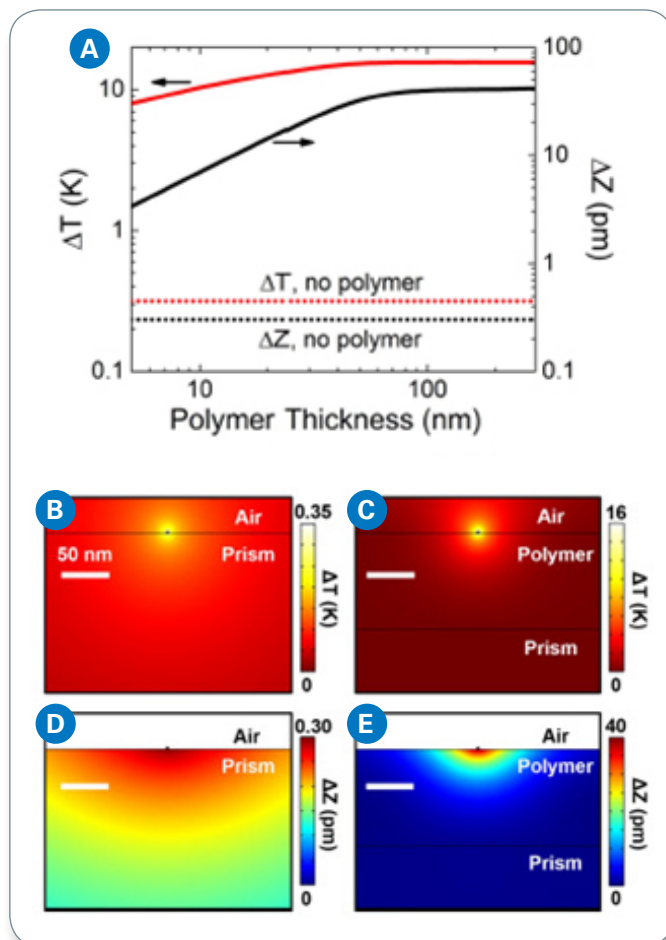 A
10
1
0.1
ΔT (K)
100
10
1
0.1
ΔZ (pm)
ΔT, no polymer
ΔZ, no polymer
10
100
Polymer Thickness (nm)
B
Air
Prism
50 nm
0.35
0
ΔT (K)
C
Air
Polymer
Prism
16
0
ΔT (K)
D
Air
Prism
0.30
0
ΔZ (pm)
E
Air
Polymer
Prism
40
0
ΔZ (pm)